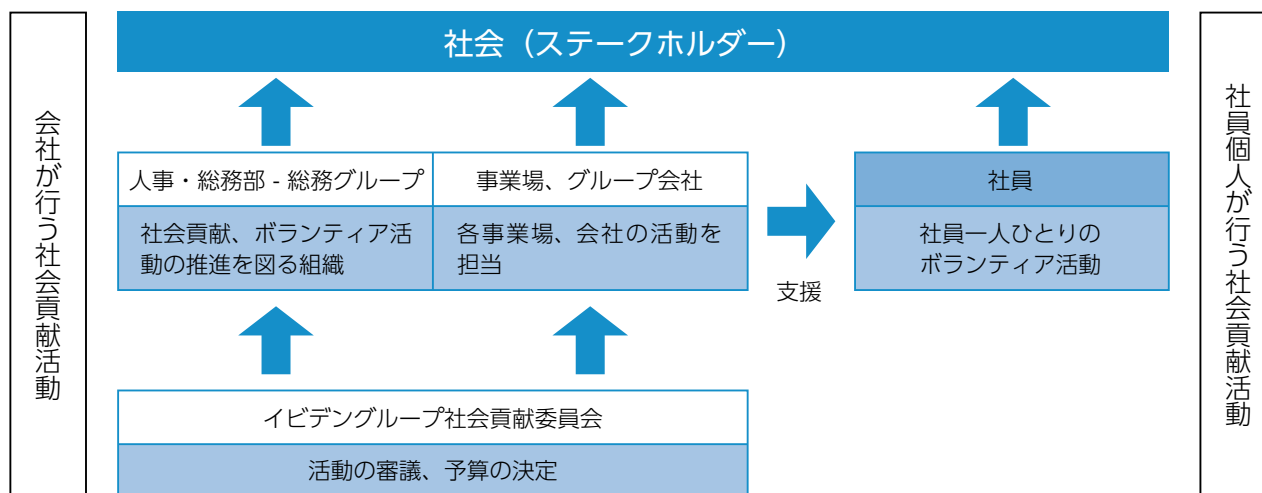 社会（ステークホルダー）
会社が行う社会貢献活動
人事・総務部 - 総務グループ
社会貢献、ボランティア活
動の推進を図る組織
事業場、グループ会社
各事業場、会社の活動を
担当
支援
社員
社員一人ひとりの
ボランティア活動
イビデングループ社会貢献委員会
活動の審議、予算の決定
社員個人が行う社会貢献活動